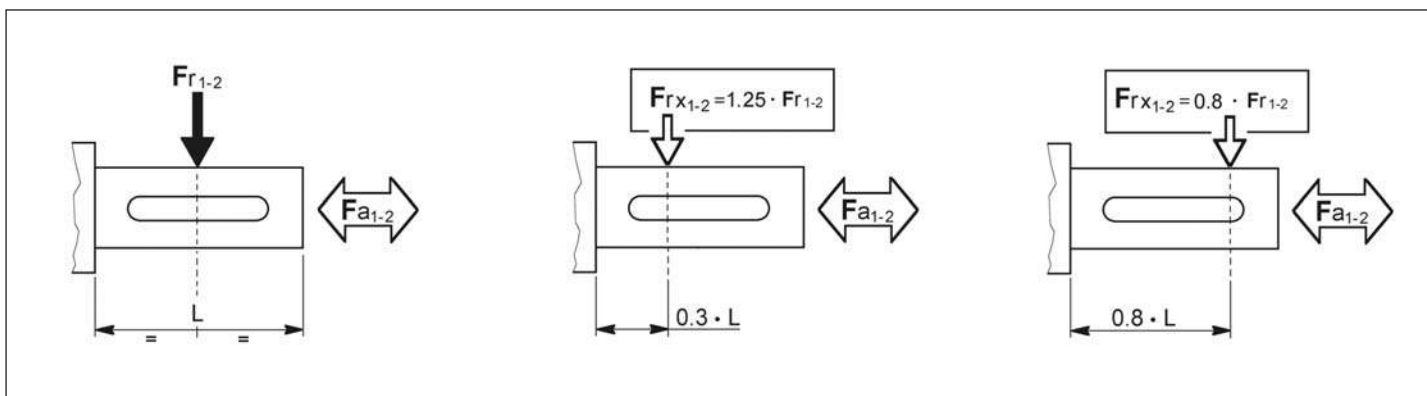 Fr1-2
Fa1-2
L
= =
Frx1-2=1.25 · Fr1-2
Fa1-2
0.3 · L
Frx1-2=0.8 · Fr1-2
Fa1-2
0.8 · L